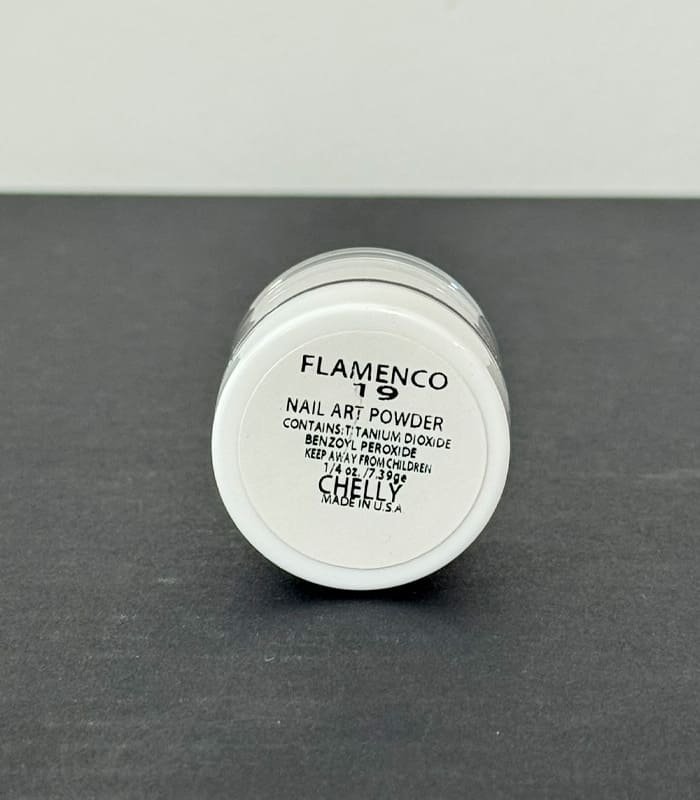 FLAMENCO
19
NAIL ART POWDER
CONTAINS:TITANIUM DIOXIDE
BENZOYL PEROXIDE
KEEP AWAY FROM CHILDREN
1/4 oz. /7.39ge
CHELLY
MADE IN U.S.A